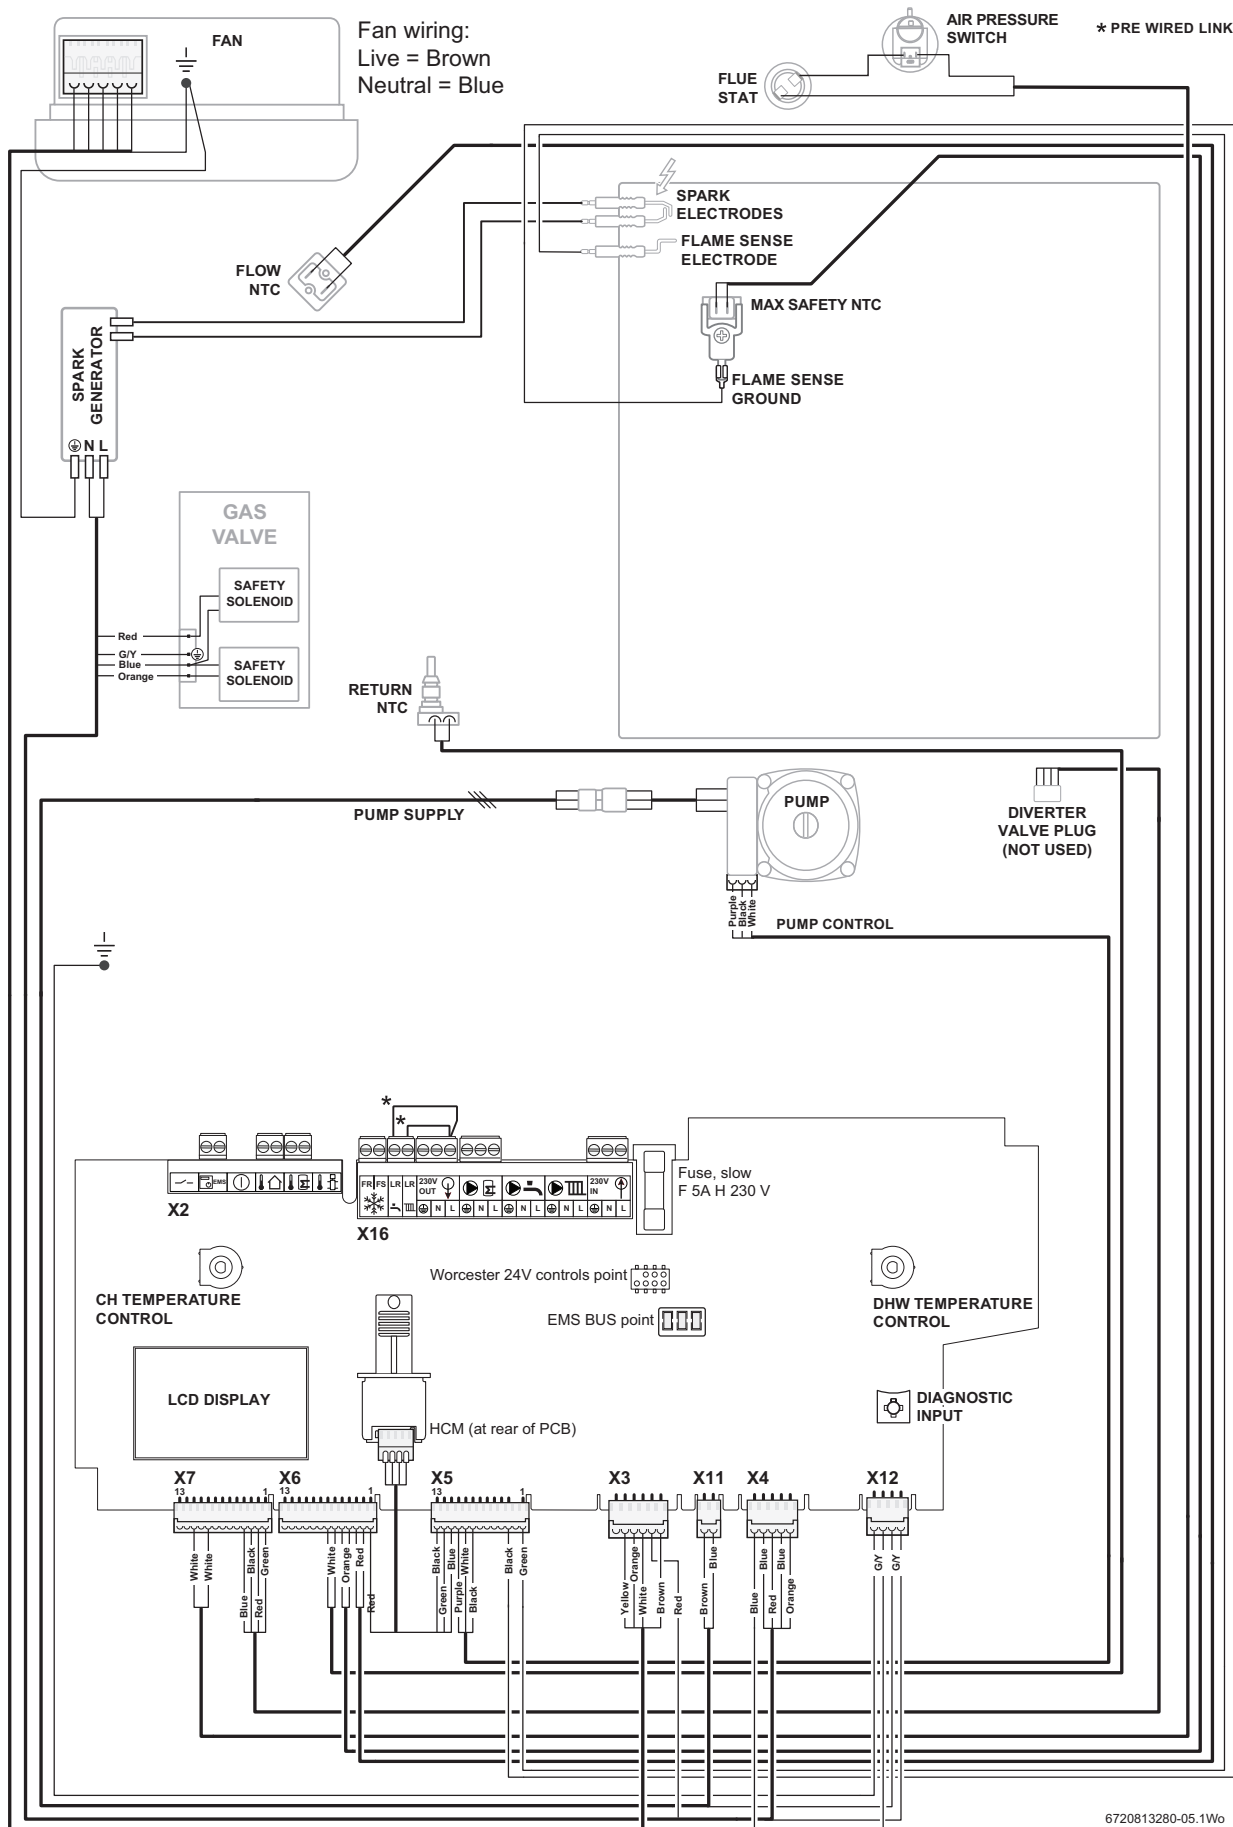 FAN
Fan wiring:
Live = Brown
Neutral = Blue
AIR PRESSURE
SWITCH
* PRE WIRED LINK
FLUE
STAT
SPARK
ELECTRODES
FLAME SENSE
ELECTRODE
FLOW
NTC
MAX SAFETY NTC
SPARK
GENERATOR
FLAME SENSE
GROUND
N L
GAS
VALVE
SAFETY
SOLENOID
Red
G/Y
Blue
Orange
SAFETY
SOLENOID
RETURN
NTC
PUMP SUPPLY
PUMP
DIVERTER
VALVE PLUG
(NOT USED)
Purple
Black
White
PUMP CONTROL
*
*
EMS
X2
FR FS LR LR 230V OUT 230V IN
N L N L N L N L N L
X16
Fuse, slow
F 5A H 230 V
Worcester 24V controls point
EMS BUS point
CH TEMPERATURE
CONTROL
DHW TEMPERATURE
CONTROL
LCD DISPLAY
HCM (at rear of PCB)
DIAGNOSTIC
INPUT
X7
13 1
X6
13 1
X5
13 1
X3
X11
X4
X12
White
White
Blue
Black
Red
Green
White
Orange
Red
Red
Black
Green
Blue
Purple
White
Black
Black
Green
Yellow
Orange
White
Brown
Red
Brown
Blue
Blue
Blue
Red
Blue
Orange
G/Y
G/Y
6720813280-05.1Wo